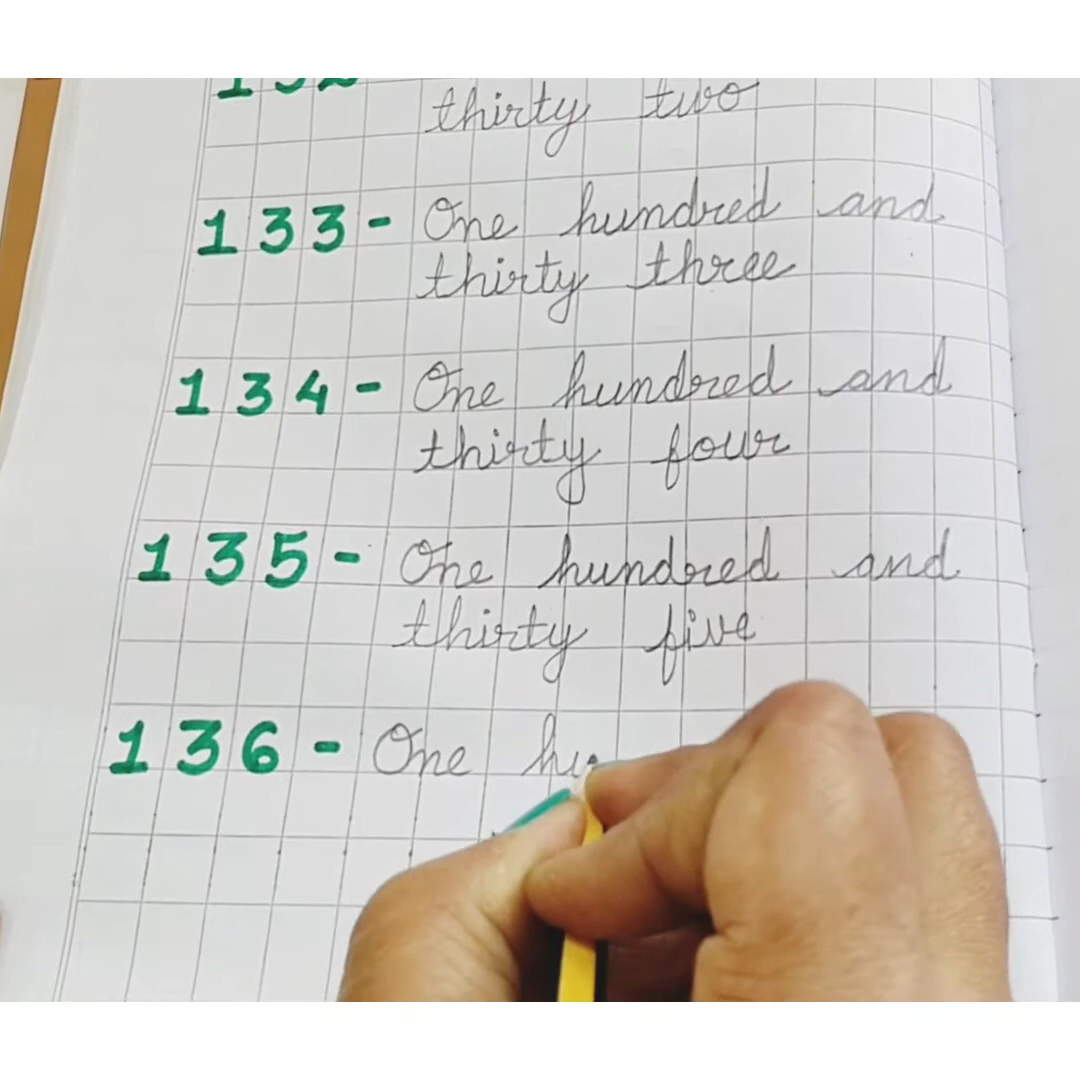 thirty two
133- One hundred and
thirty three
134- One hundred and
thirty four
135- One hundred and
thirty five
136- One hu